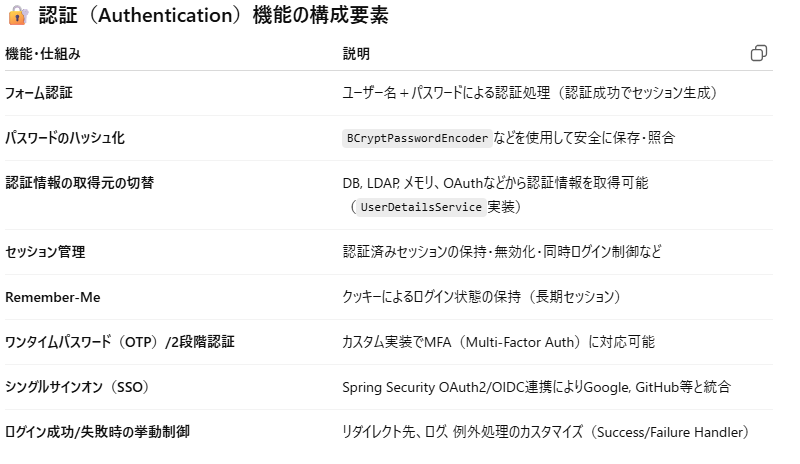 🔐 認証（Authentication）機能の構成要素
機能・仕組み 説明
フォーム認証 ユーザー名＋パスワードによる認証処理（認証成功でセッション生成）
パスワードのハッシュ化 BCryptPasswordEncoder などを使用して安全に保存・照合
認証情報の取得元の切替 DB, LDAP, メモリ、OAuthなどから認証情報を取得可能
（ UserDetailsService 実装）
セッション管理 認証済みセッションの保持・無効化・同時ログイン制御など
Remember-Me クッキーによるログイン状態の保持（長期セッション）
ワンタイムパスワード（OTP）/2段階認証 カスタム実装でMFA（Multi-Factor Auth）に対応可能
シングルサインオン（SSO） Spring Security OAuth2/OIDC連携によりGoogle, GitHub等と統合
ログイン成功/失敗時の挙動制御 リダイレクト先、ログ、例外処理のカスタマイズ（Success/Failure Handler）